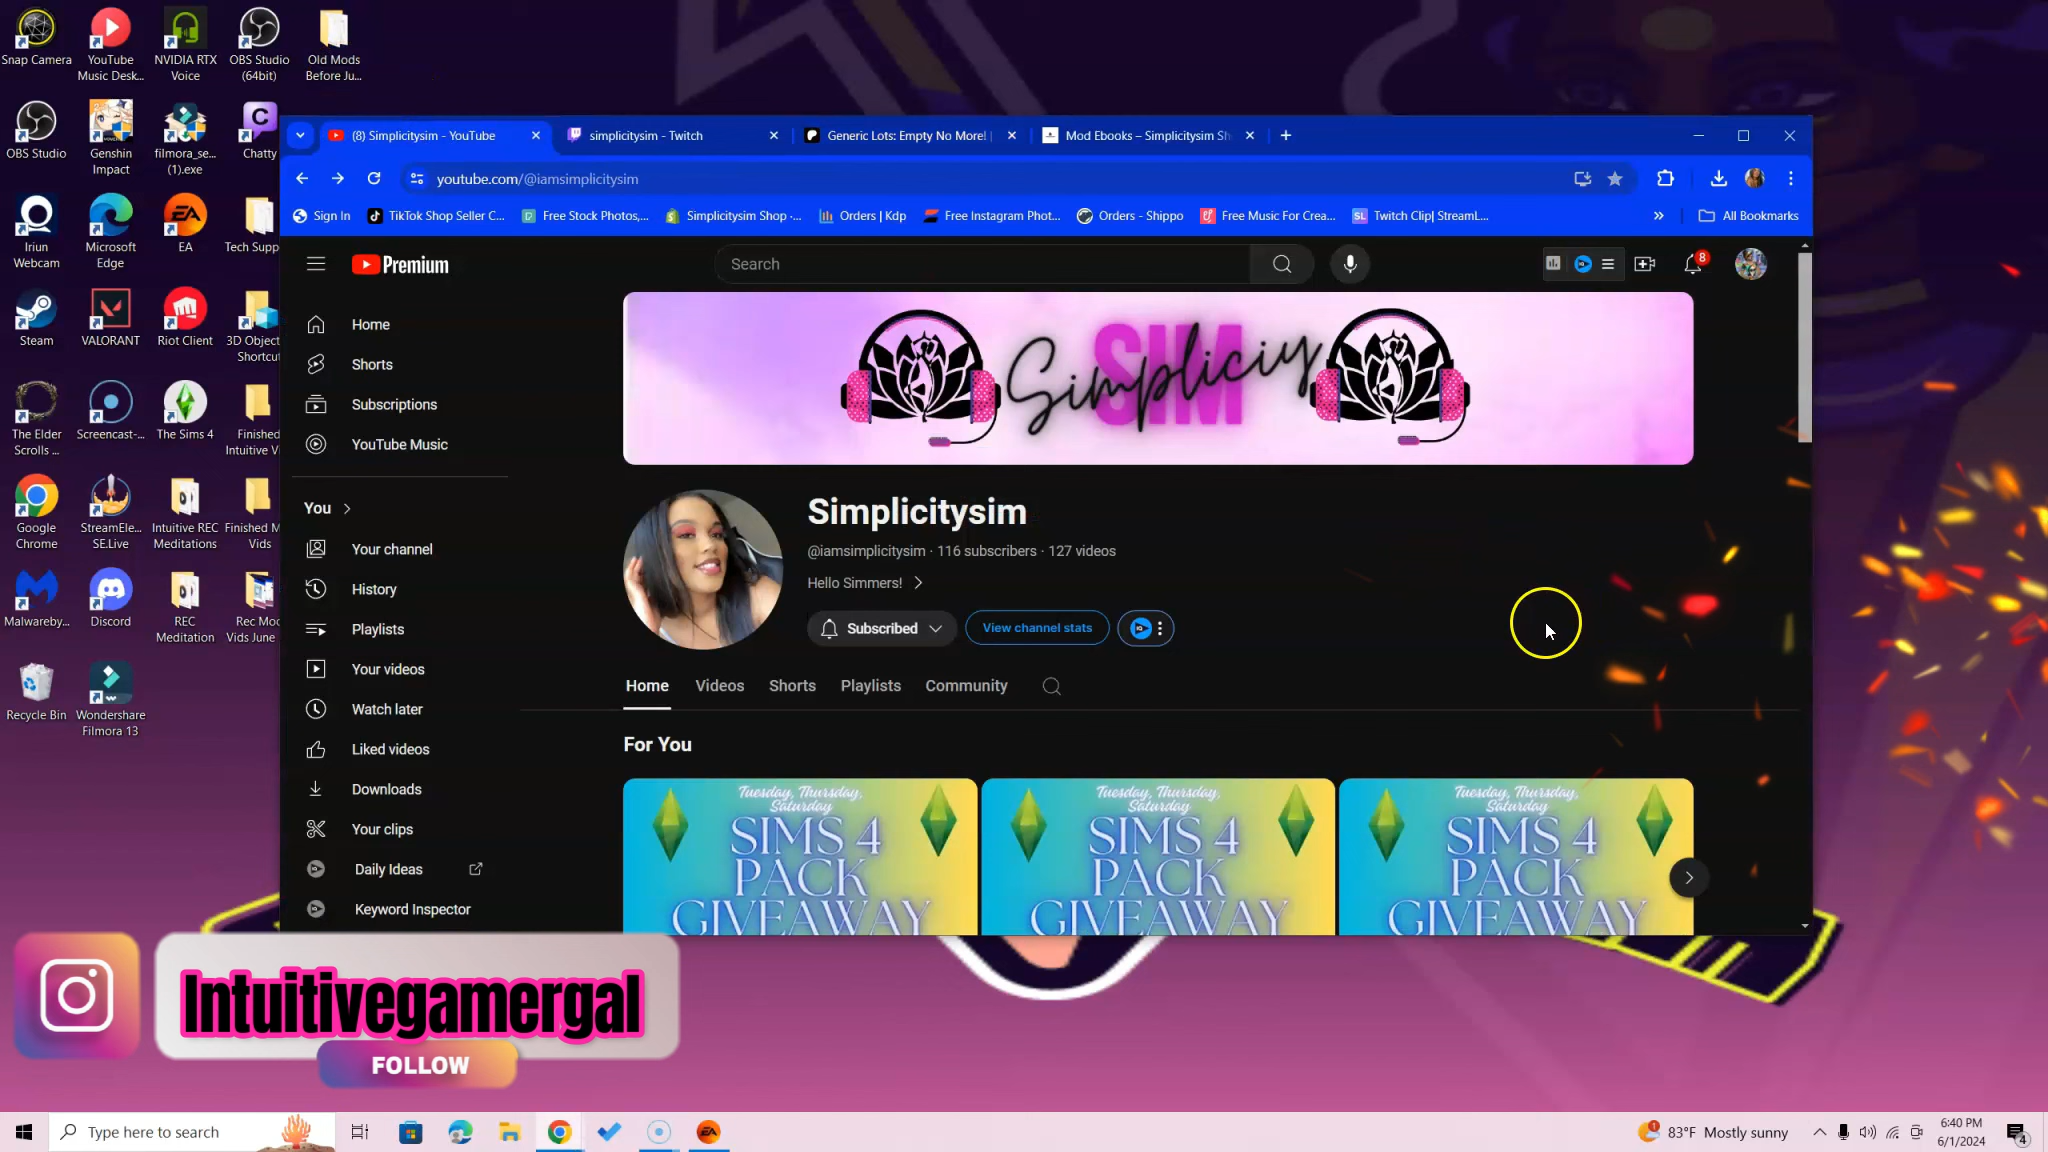 Snap Camera
YouTube
Music Desk...
NVIDIA RTX
Voice
OBS Studio
(64bit)
Old Mods
Before Ju...
OBS Studio
Genshin
Impact
filmora_se...
(1).exe
Chatty
Iriun
Webcam
Microsoft
Edge
EA
Tech Supp
Steam
VALORANT
Riot Client
3D Object
Shortcut
The Elder
Scrolls ...
Screencast-...
The Sims 4
Finished
Intuitive Vi
Google
Chrome
StreamEle...
SE.Live
Intuitive REC
Meditations
Finished M
Vids
Malwareby...
Discord
REC
Meditation
Rec Moc
Vids June
Recycle Bin
Wondershare
Filmora 13
(8) Simplicitysim - YouTube
simplicitysim - Twitch
Generic Lots: Empty No More! |
Mod Ebooks – Simplicitysim Sh
youtube.com/@iamsimplicitysim
Sign In
TikTok Shop Seller C...
Free Stock Photos,...
Simplicitysim Shop -...
Orders | Kdp
Free Instagram Phot...
Orders - Shippo
Free Music For Crea...
Twitch Clip| StreamL...
All Bookmarks
Premium
Search
8
Home
Shorts
Subscriptions
YouTube Music
You
Your channel
History
Playlists
Your videos
Watch later
Liked videos
Downloads
Your clips
Daily Ideas
Keyword Inspector
SIM
Simpliciy
Simplicitysim
@iamsimplicitysim · 116 subscribers · 127 videos
Hello Simmers!
Subscribed
View channel stats
Home
Videos
Shorts
Playlists
Community
For You
Tuesday, Thursday,
Saturday
SIMS 4
PACK
GIVEAWAY
Tuesday, Thursday,
Saturday
SIMS 4
PACK
GIVEAWAY
Tuesday, Thursday,
Saturday
SIMS 4
PACK
GIVEAWAY
Intuitivegamergal
FOLLOW
Type here to search
83°F Mostly sunny
6:40 PM
6/1/2024
4